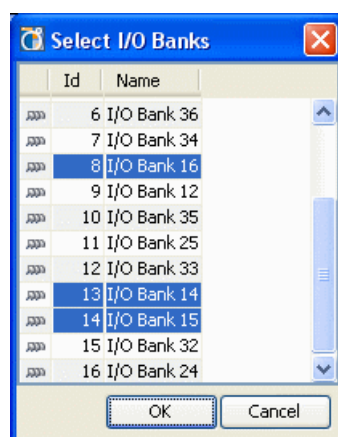 Select I/O Banks
Id Name
6 I/O Bank 36
7 I/O Bank 34
8 I/O Bank 16
9 I/O Bank 12
10 I/O Bank 35
11 I/O Bank 25
12 I/O Bank 33
13 I/O Bank 14
14 I/O Bank 15
15 I/O Bank 32
16 I/O Bank 24
OK Cancel